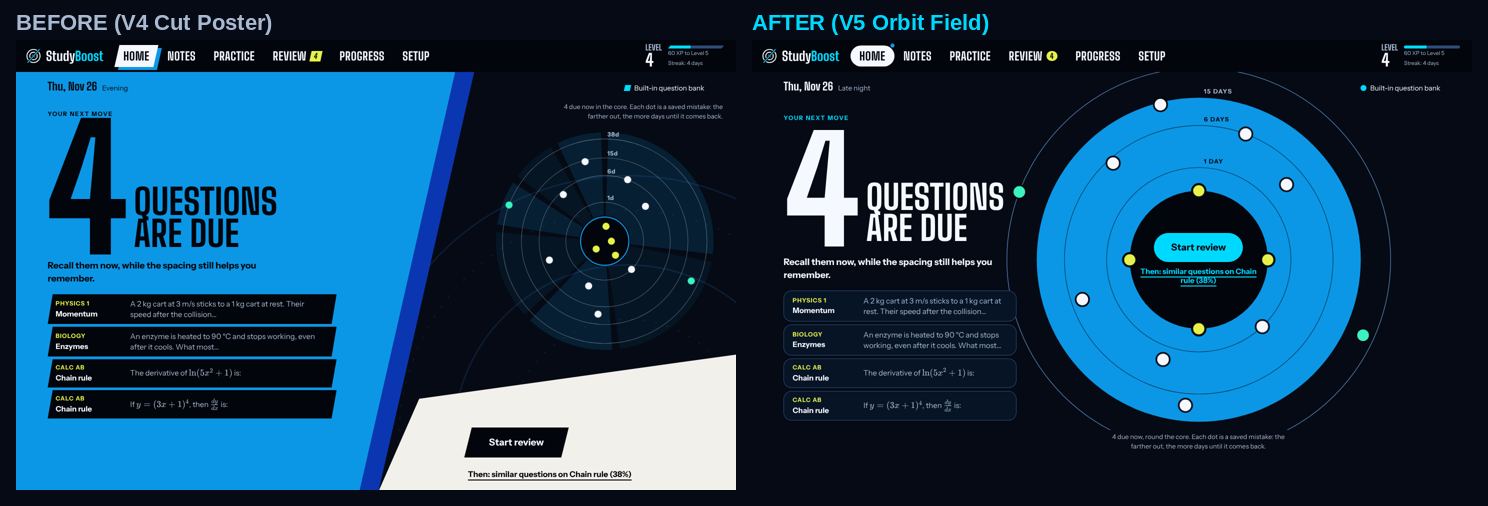 BEFORE (V4 Cut Poster)
StudyBoost HOME NOTES PRACTICE REVIEW 4 PROGRESS SETUP
LEVEL 4
60 XP to Level 5
Streak: 4 days
Thu, Nov 26 Evening
Built-in question bank
4 due now in the core. Each dot is a saved mistake: the
farther out, the more days until it comes back.
YOUR NEXT MOVE
4 QUESTIONS
ARE DUE
38d
15d
6d
1d
Recall them now, while the spacing still helps you
remember.
PHYSICS 1
Momentum
A 2 kg cart at 3 m/s sticks to a 1 kg cart at rest. Their
speed after the collision...
BIOLOGY
Enzymes
An enzyme is heated to 90 °C and stops working, even
after it cools. What most...
CALC AB
Chain rule
The derivative of ln(5x² + 1) is:
CALC AB
Chain rule
If y = (3x + 1)⁴, then dy/dx is:
Start review
Then: similar questions on Chain rule (38%)
AFTER (V5 Orbit Field)
StudyBoost HOME NOTES PRACTICE REVIEW 4 PROGRESS SETUP
LEVEL 4
60 XP to Level 5
Streak: 4 days
Thu, Nov 26 Late night
Built-in question bank
YOUR NEXT MOVE
4 QUESTIONS
ARE DUE
Recall them now, while the spacing still helps you
remember.
PHYSICS 1
Momentum
A 2 kg cart at 3 m/s sticks to a 1 kg cart at
rest. Their speed after the collision...
BIOLOGY
Enzymes
An enzyme is heated to 90 °C and stops
working, even after it cools. What most...
CALC AB
Chain rule
The derivative of ln(5x² + 1) is:
CALC AB
Chain rule
If y = (3x + 1)⁴, then dy/dx is:
15 DAYS
6 DAYS
1 DAY
Start review
Then: similar questions on Chain
rule (38%)
4 due now, round the core. Each dot is a saved mistake: the
farther out, the more days until it comes back.